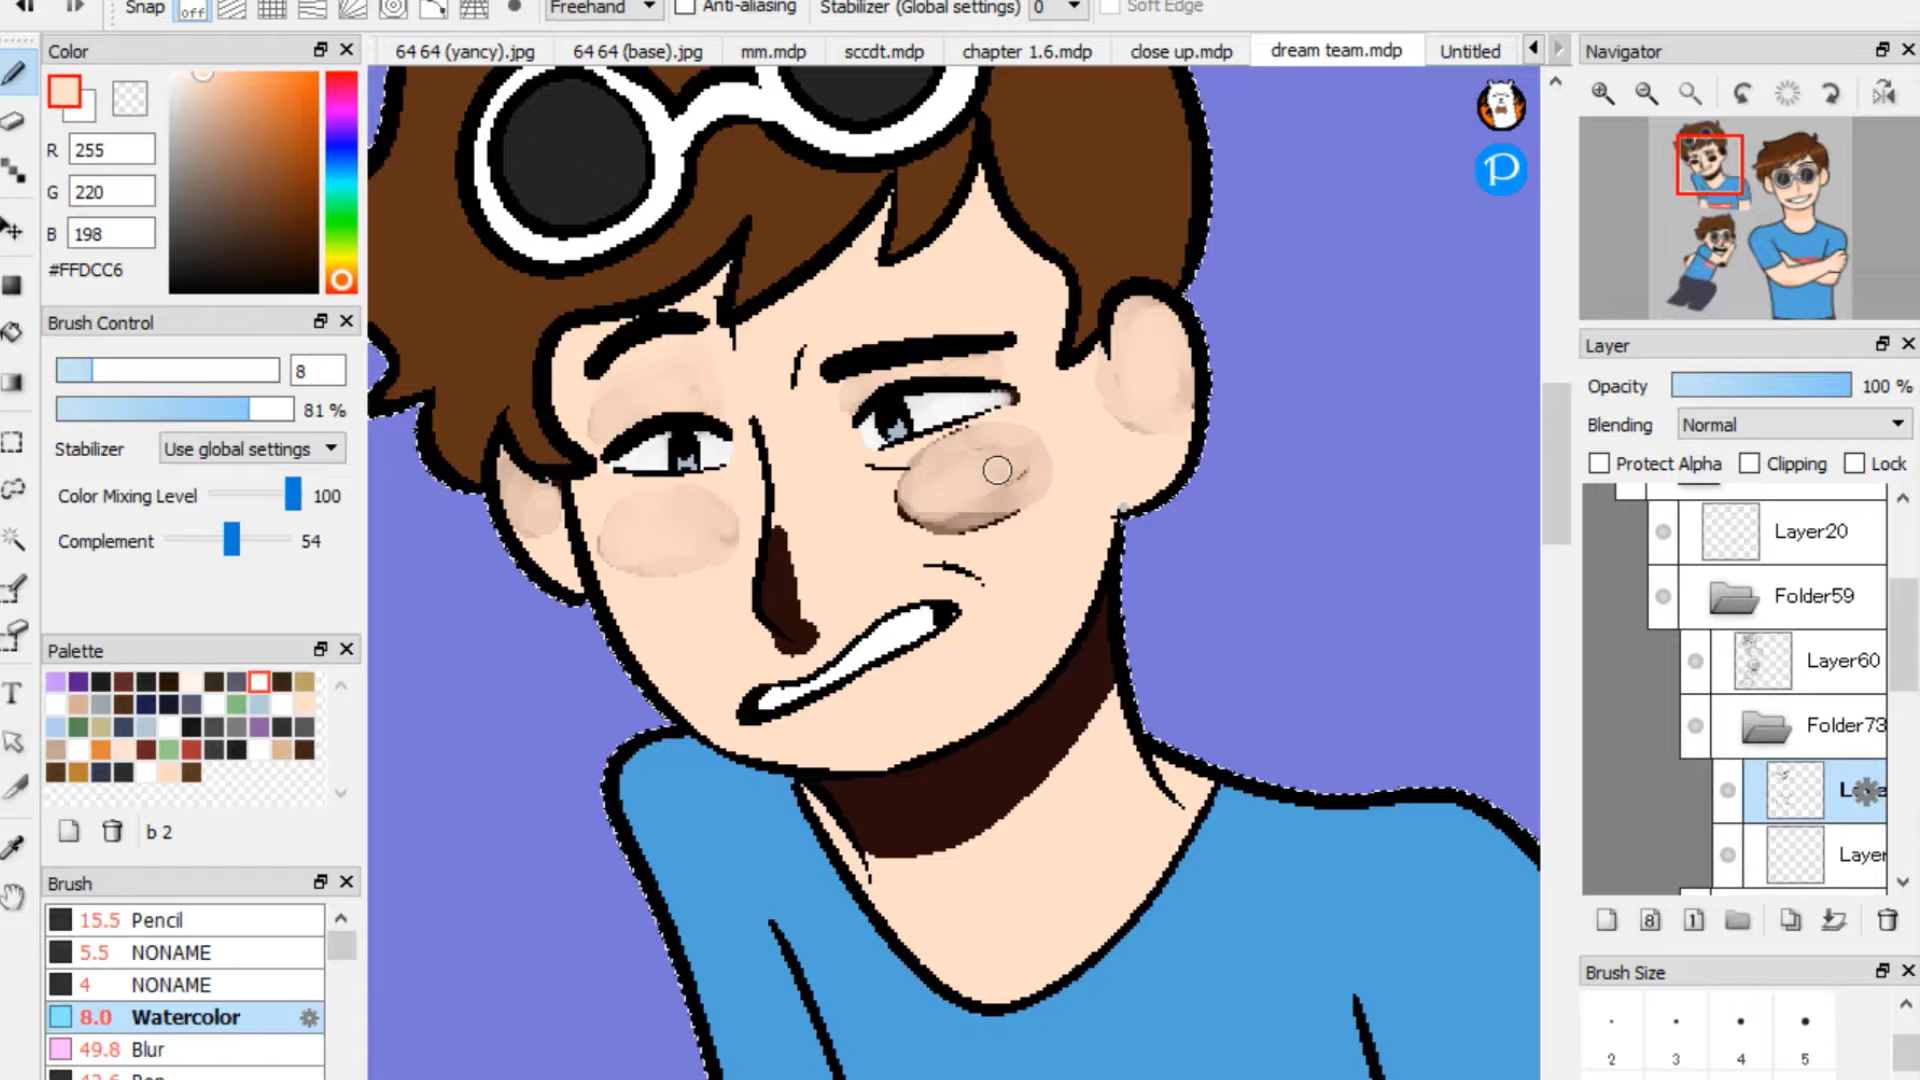 Snap off Freehand Anti-aliasing Stabilizer (Global settings) 0 Soft Edge
Color
64 64 (yancy).jpg 64 64 (base).jpg mm.mdp sccdt.mdp chapter 1.6.mdp close up.mdp dream team.mdp Untitled
Navigator
R 255
G 220
B 198
#FFDCC6
P
Brush Control
8
81 %
Stabilizer Use global settings
Color Mixing Level 100
Complement 54
Layer
Opacity 100 %
Blending Normal
Protect Alpha Clipping Lock
Layer20
Folder59
Layer60
Folder73
Layer
8 1
Palette
b 2
Brush
15.5 Pencil
5.5 NONAME
4 NONAME
8.0 Watercolor
49.8 Blur
Brush Size
2 3 4 5
T